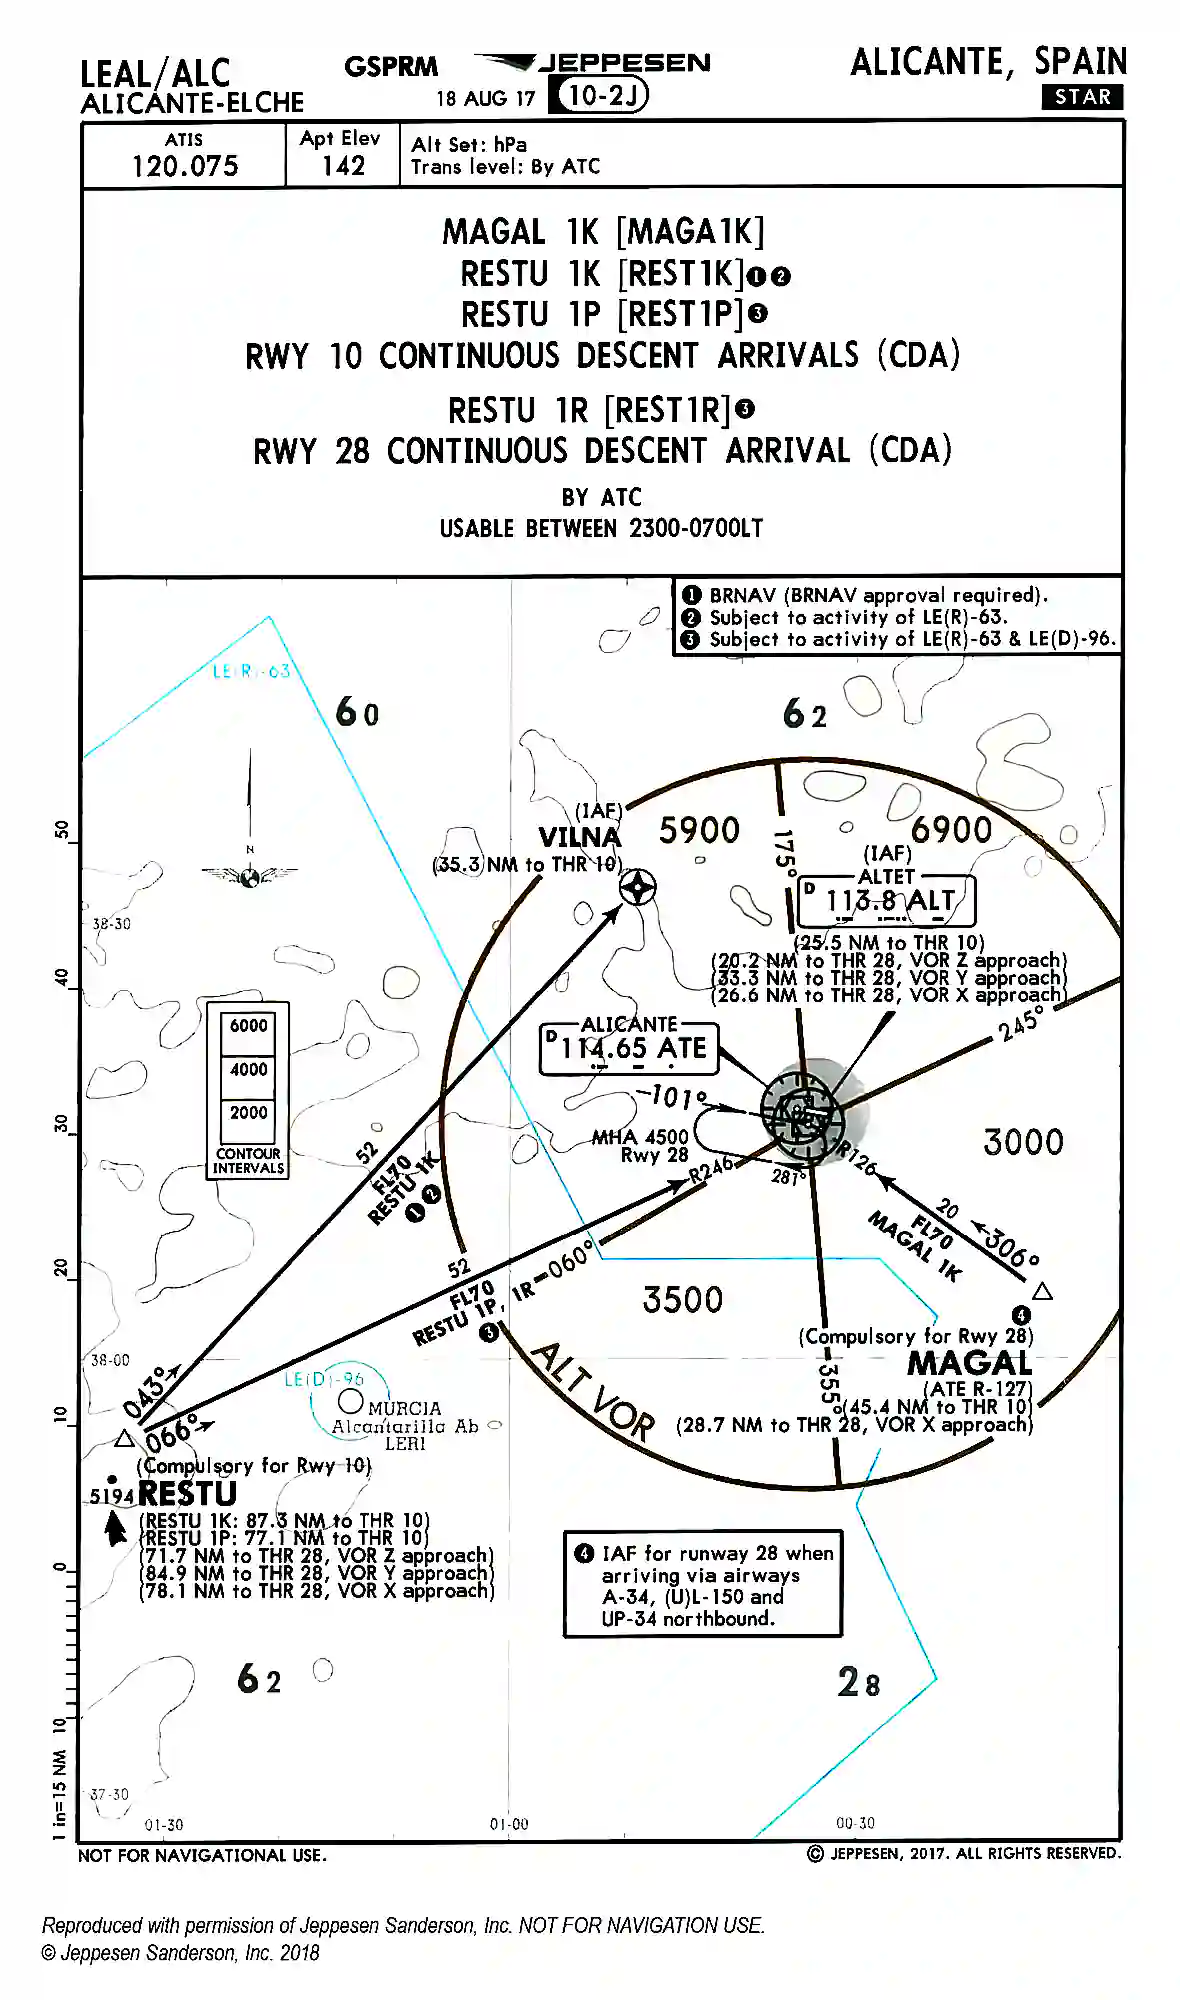 LEAL/ALC
ALICANTE-ELCHE
GSPRM
JEPPESEN
18 AUG 17
10-2J
ALICANTE, SPAIN
STAR
ATIS
120.075
Apt Elev
142
Alt Set: hPa
Trans level: By ATC
MAGAL 1K [MAGA1K]
RESTU 1K [REST1K]❶❷
RESTU 1P [REST1P]❸
RWY 10 CONTINUOUS DESCENT ARRIVALS (CDA)
RESTU 1R [REST1R]❸
RWY 28 CONTINUOUS DESCENT ARRIVAL (CDA)
BY ATC
USABLE BETWEEN 2300-0700LT
❶ BRNAV (BRNAV approval required).
❷ Subject to activity of LE(R)-63.
❸ Subject to activity of LE(R)-63 & LE(D)-96.
LE(R)-63
60
62
(IAF)
VILNA
(35.3 NM to THR 10)
5900
175°
6900
(IAF)
ALTET
D 113.8 ALT
(25.5 NM to THR 10)
(20.2 NM to THR 28, VOR Z approach)
(33.3 NM to THR 28, VOR Y approach)
(26.6 NM to THR 28, VOR X approach)
245°
50
40
30
20
10
0
10
1 in=15 NM
N
38-30
6000
4000
2000
CONTOUR
INTERVALS
ALICANTE
D 114.65 ATE
101°
MHA 4500
Rwy 28
281°
R246
R126
3000
52
FL70
RESTU 1K
❶❷
20
306°
FL70
MAGAL 1K
52
FL70
RESTU 1P, 1R
❸
060°
3500
ALT VOR
355°
❹
(Compulsory for Rwy 28)
MAGAL
(ATE R-127)
(45.4 NM to THR 10)
(28.7 NM to THR 28, VOR X approach)
38-00
043°
066°
LE(D)-96
MURCIA
Alcantarilla Ab
LERI
(Compulsory for Rwy 10)
5194
RESTU
(RESTU 1K: 87.3 NM to THR 10)
(RESTU 1P: 77.1 NM to THR 10)
(71.7 NM to THR 28, VOR Z approach)
(84.9 NM to THR 28, VOR Y approach)
(78.1 NM to THR 28, VOR X approach)
❹ IAF for runway 28 when
arriving via airways
A-34, (U)L-150 and
UP-34 northbound.
62
28
37-30
01-30
01-00
00-30
NOT FOR NAVIGATIONAL USE.
© JEPPESEN, 2017. ALL RIGHTS RESERVED.
Reproduced with permission of Jeppesen Sanderson, Inc. NOT FOR NAVIGATION USE.
© Jeppesen Sanderson, Inc. 2018